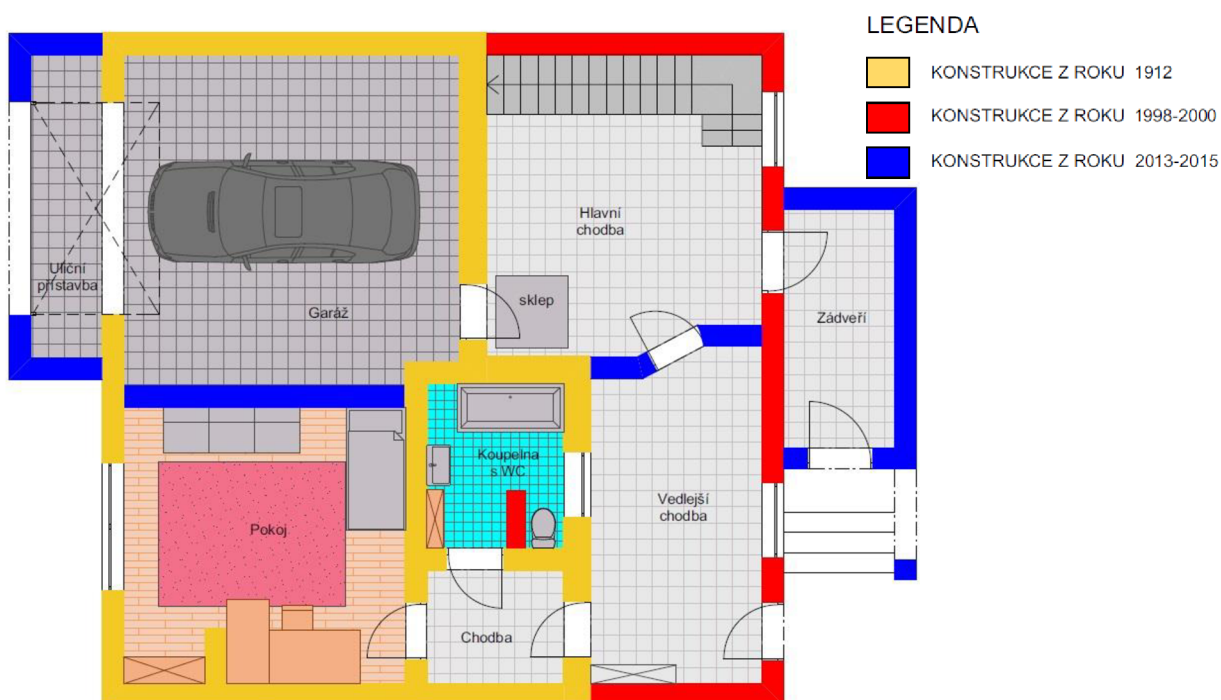 LEGENDA
KONSTRUKCE Z ROKU 1912
KONSTRUKCE Z ROKU 1998-2000
KONSTRUKCE Z ROKU 2013-2015
Hlavní
chodba
Uliční
přístavba
sklep
Garáž
Zádveří
Koupelna
s WC
Vedlejší
chodba
Pokoj
Chodba